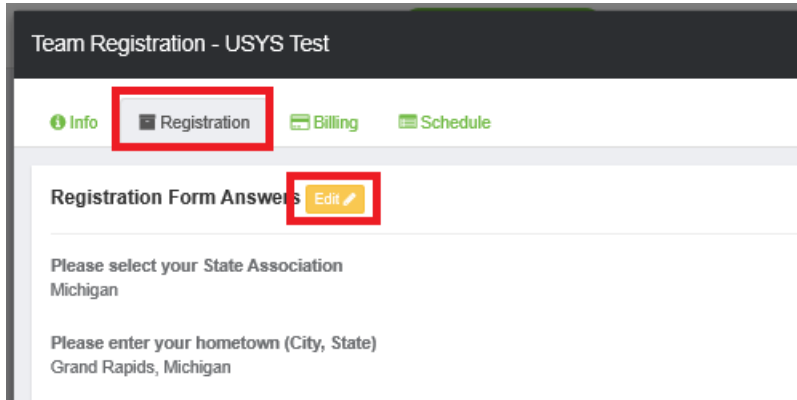 Team Registration - USYS Test
Info Registration Billing Schedule
Registration Form Answers Edit
Please select your State Association
Michigan
Please enter your hometown (City, State)
Grand Rapids, Michigan